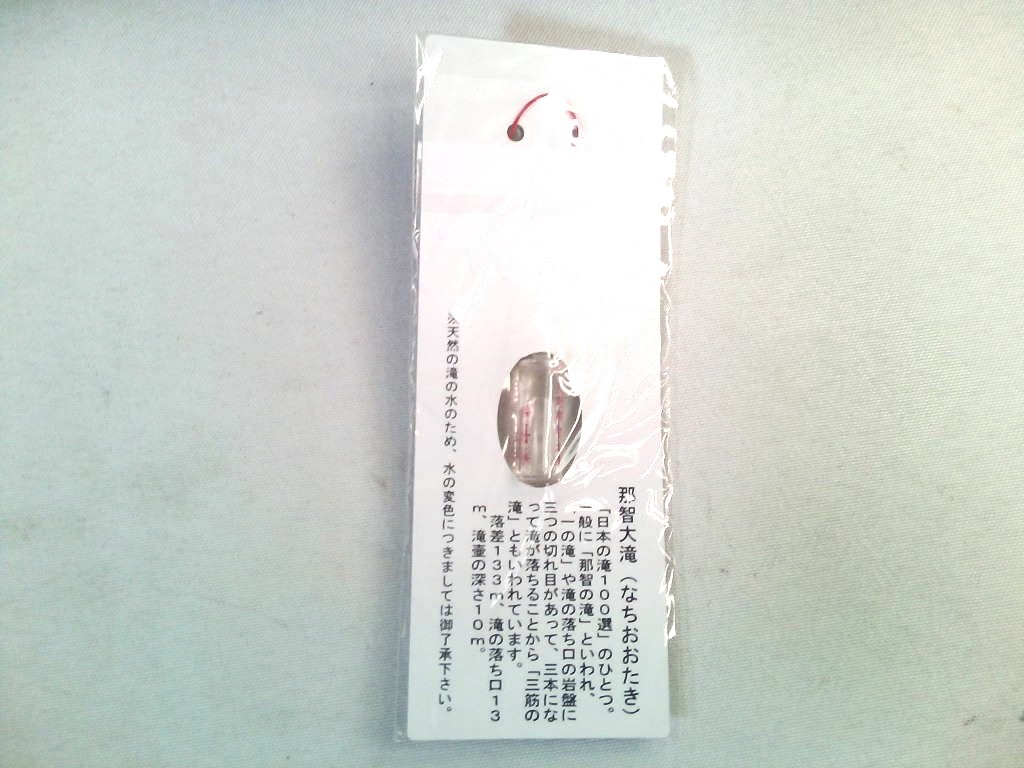 那智大滝（なちおおたき）
「日本の滝１００選」のひとつ。
一般に「那智の滝」といわれ、
「一の滝」や滝の落ち口の岩盤に
三つの切れ目があって、三本にな
って滝が落ちることから「三筋の
滝」ともいわれています。
落差１３３ｍ、滝の落ち口１３
ｍ、滝壷の深さ１０ｍ。
※天然の滝の水のため、水の変色につきましては御了承下さい。